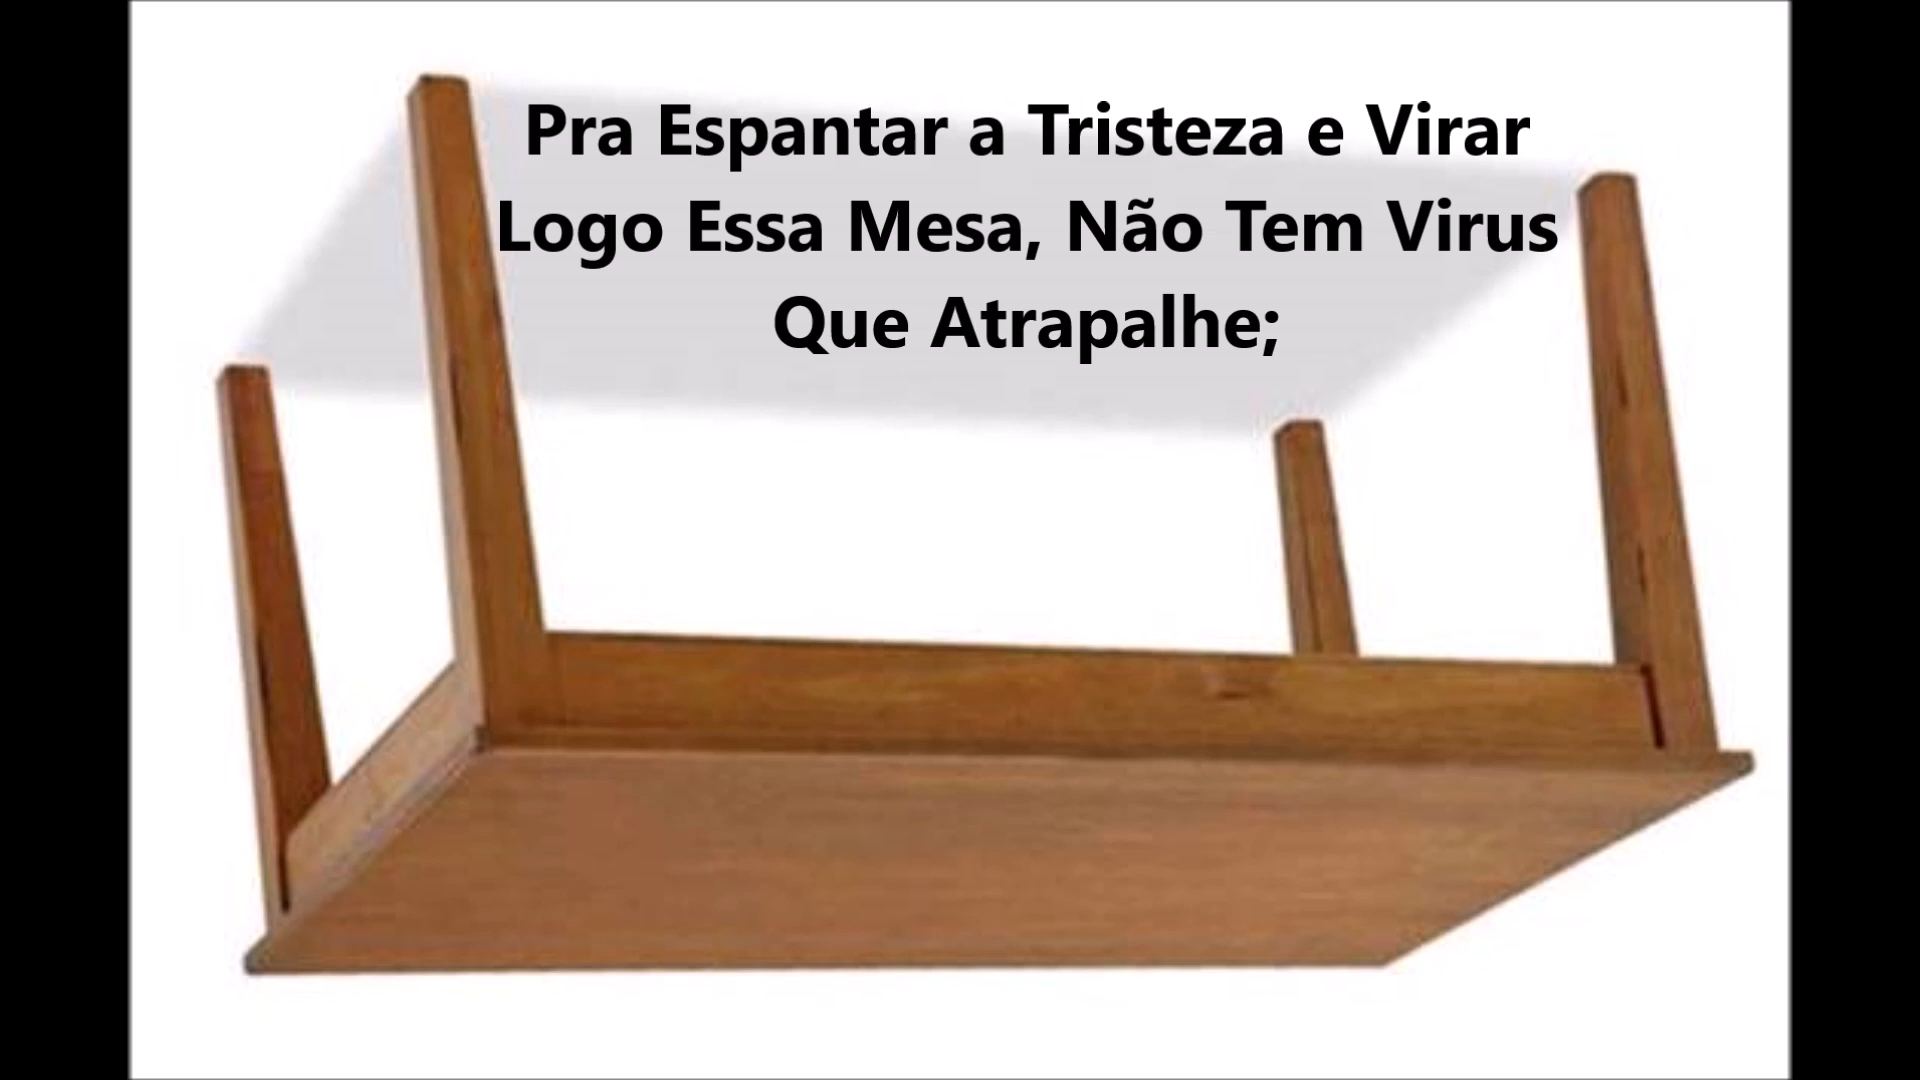 Pra Espantar a Tristeza e Virar
Logo Essa Mesa, Não Tem Virus
Que Atrapalhe;